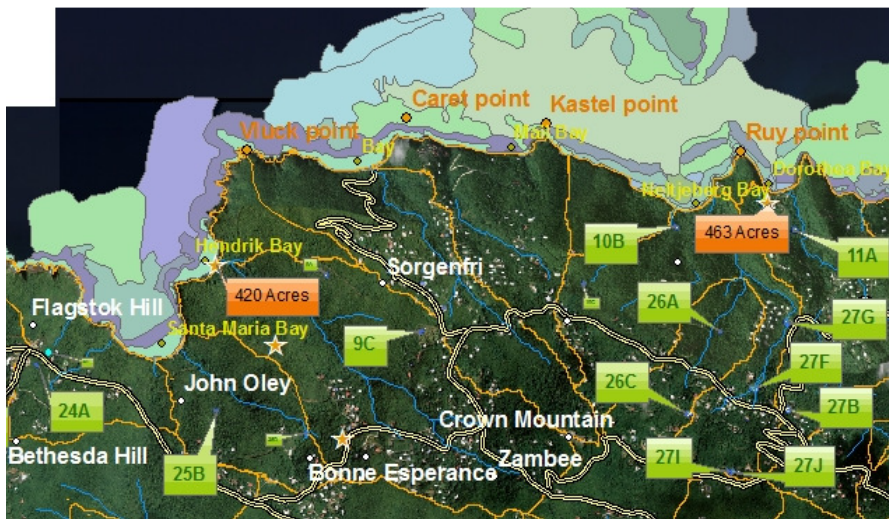 Caret point
Kastel point
Vluck point
Bay
Mail Bay
Ruy point
Dorothea Bay
Neltjeberg Bay
10B
463 Acres
11A
Hendrik Bay
Sorgenfri
420 Acres
26A
Flagstok Hill
Santa Maria Bay
9C
27G
John Oley
26C
27F
24A
Crown Mountain
27B
Bethesda Hill
25B
Bonne Esperance
Zambee
27I
27J